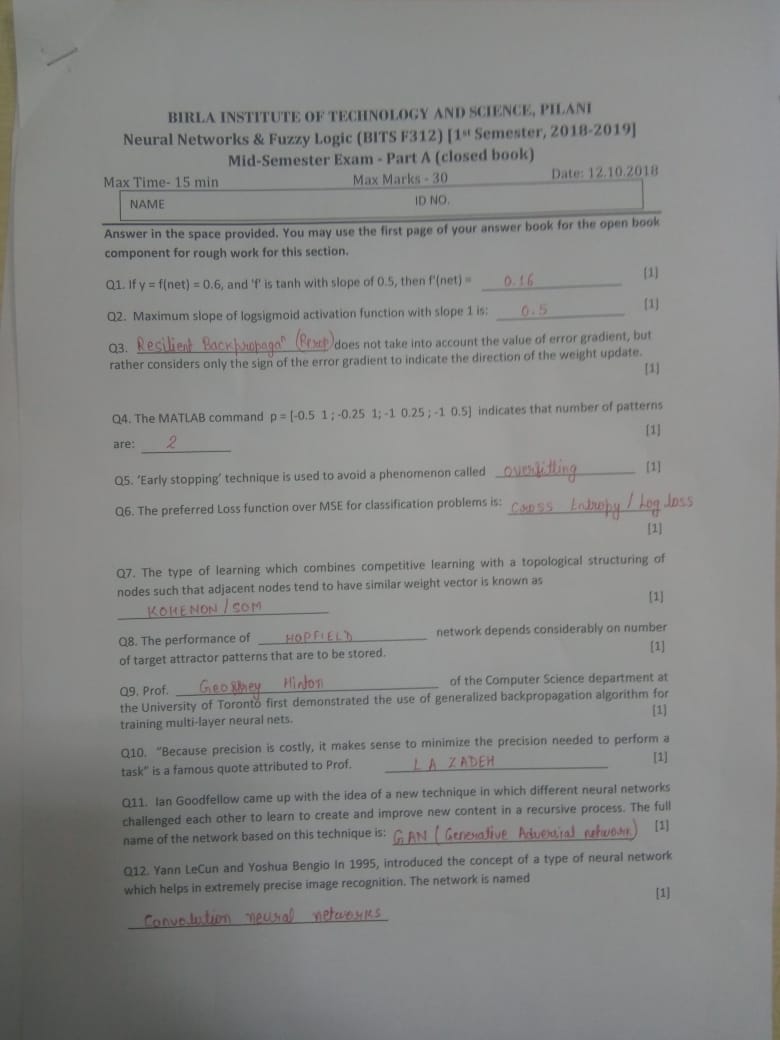 BIRLA INSTITUTE OF TECHNOLOGY AND SCIENCE, PILANI
Neural Networks & Fuzzy Logic (BITS F312) [1st Semester, 2018-2019]
Mid-Semester Exam - Part A (closed book)
Max Time- 15 min Max Marks - 30 Date: 12.10.2018
NAME ID NO.
Answer in the space provided. You may use the first page of your answer book for the open book
component for rough work for this section.
Q1. If y = f(net) = 0.6, and 'f' is tanh with slope of 0.5, then f'(net) = 0.16 [1]
Q2. Maximum slope of logsigmoid activation function with slope 1 is: 0.5 [1]
Q3. Resilient Backpropagaⁿ (Rprop) does not take into account the value of error gradient, but
rather considers only the sign of the error gradient to indicate the direction of the weight update.
[1]
Q4. The MATLAB command p = [-0.5 1 ; -0.25 1; -1 0.25 ; -1 0.5] indicates that number of patterns
are: 2 [1]
Q5. 'Early stopping' technique is used to avoid a phenomenon called overfitting [1]
Q6. The preferred Loss function over MSE for classification problems is: Cross Entropy / Log loss
[1]
Q7. The type of learning which combines competitive learning with a topological structuring of
nodes such that adjacent nodes tend to have similar weight vector is known as
KOHENON / SOM [1]
Q8. The performance of HOPFIELD network depends considerably on number
of target attractor patterns that are to be stored. [1]
Q9. Prof. Geoffrey Hinton of the Computer Science department at
the University of Toronto first demonstrated the use of generalized backpropagation algorithm for
training multi-layer neural nets. [1]
Q10. "Because precision is costly, it makes sense to minimize the precision needed to perform a
task" is a famous quote attributed to Prof. L A ZADEH [1]
Q11. Ian Goodfellow came up with the idea of a new technique in which different neural networks
challenged each other to learn to create and improve new content in a recursive process. The full
name of the network based on this technique is: GAN (Generative Adversial network) [1]
Q12. Yann LeCun and Yoshua Bengio In 1995, introduced the concept of a type of neural network
which helps in extremely precise image recognition. The network is named
[1]
Convolution neural networks